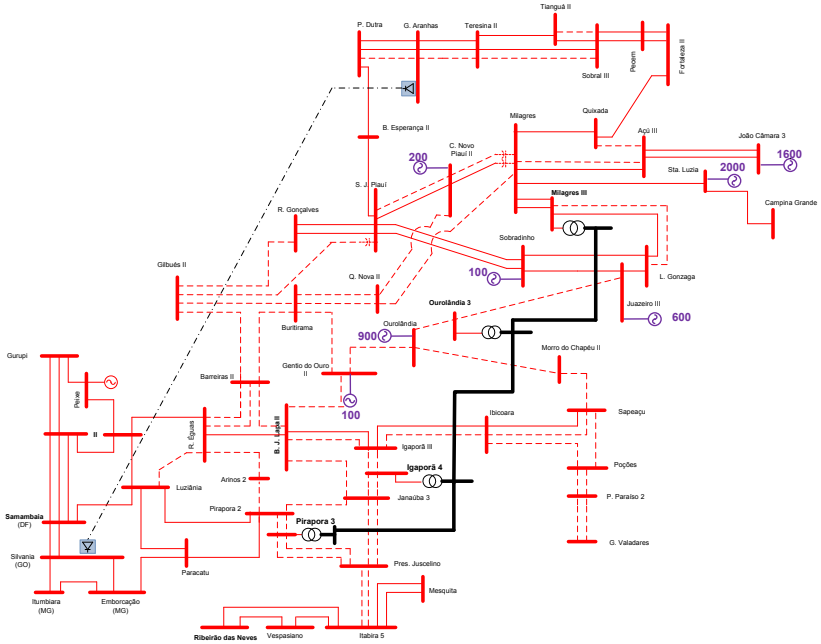 Tianguá II
P. Dutra
G. Aranhas
Teresina II
Sobral III
Pecem
Fortaleza II
Quixada
B. Esperança II
Milagres
Açú III
João Câmara 3
C. Novo
Piauí II
200
1600
2000
S. J. Piauí
Sta. Luzia
Milagres III
Campina Grande
R. Gonçalves
Sobradinho
Gilbués II
Q. Nova II
100
L. Gonzaga
Juazeiro III
Buritirama
Ourolândia 3
600
Ourolândia
900
Morro do Chapéu II
Gurupi
Barreiras II
Gentio do Ouro
II
Peixe
100
Ibicoara
Sapeaçu
II
R. Éguas
B. J. Lapa II
Igaporã III
Igaporã 4
Poções
Arinos 2
Luziânia
Janaúba 3
P. Paraíso 2
Samambaia
(DF)
Pirapora 2
Pirapora 3
G. Valadares
Silvania
(GO)
Paracatu
Pres. Juscelino
Mesquita
Itumbiara
(MG)
Emborcação
(MG)
Ribeirão das Neves
Vespasiano
Itabira 5